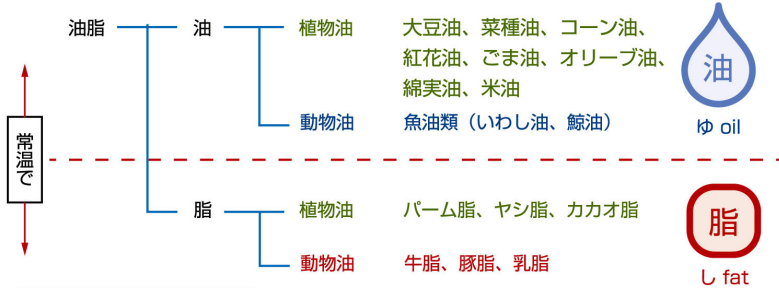 油脂
油
植物油
大豆油、菜種油、コーン油、
紅花油、ごま油、オリーブ油、
綿実油、米油
動物油
魚油類（いわし油、鯨油）
油
ゆ oil
常温で
脂
植物油
パーム脂、ヤシ脂、カカオ脂
動物油
牛脂、豚脂、乳脂
脂
し fat